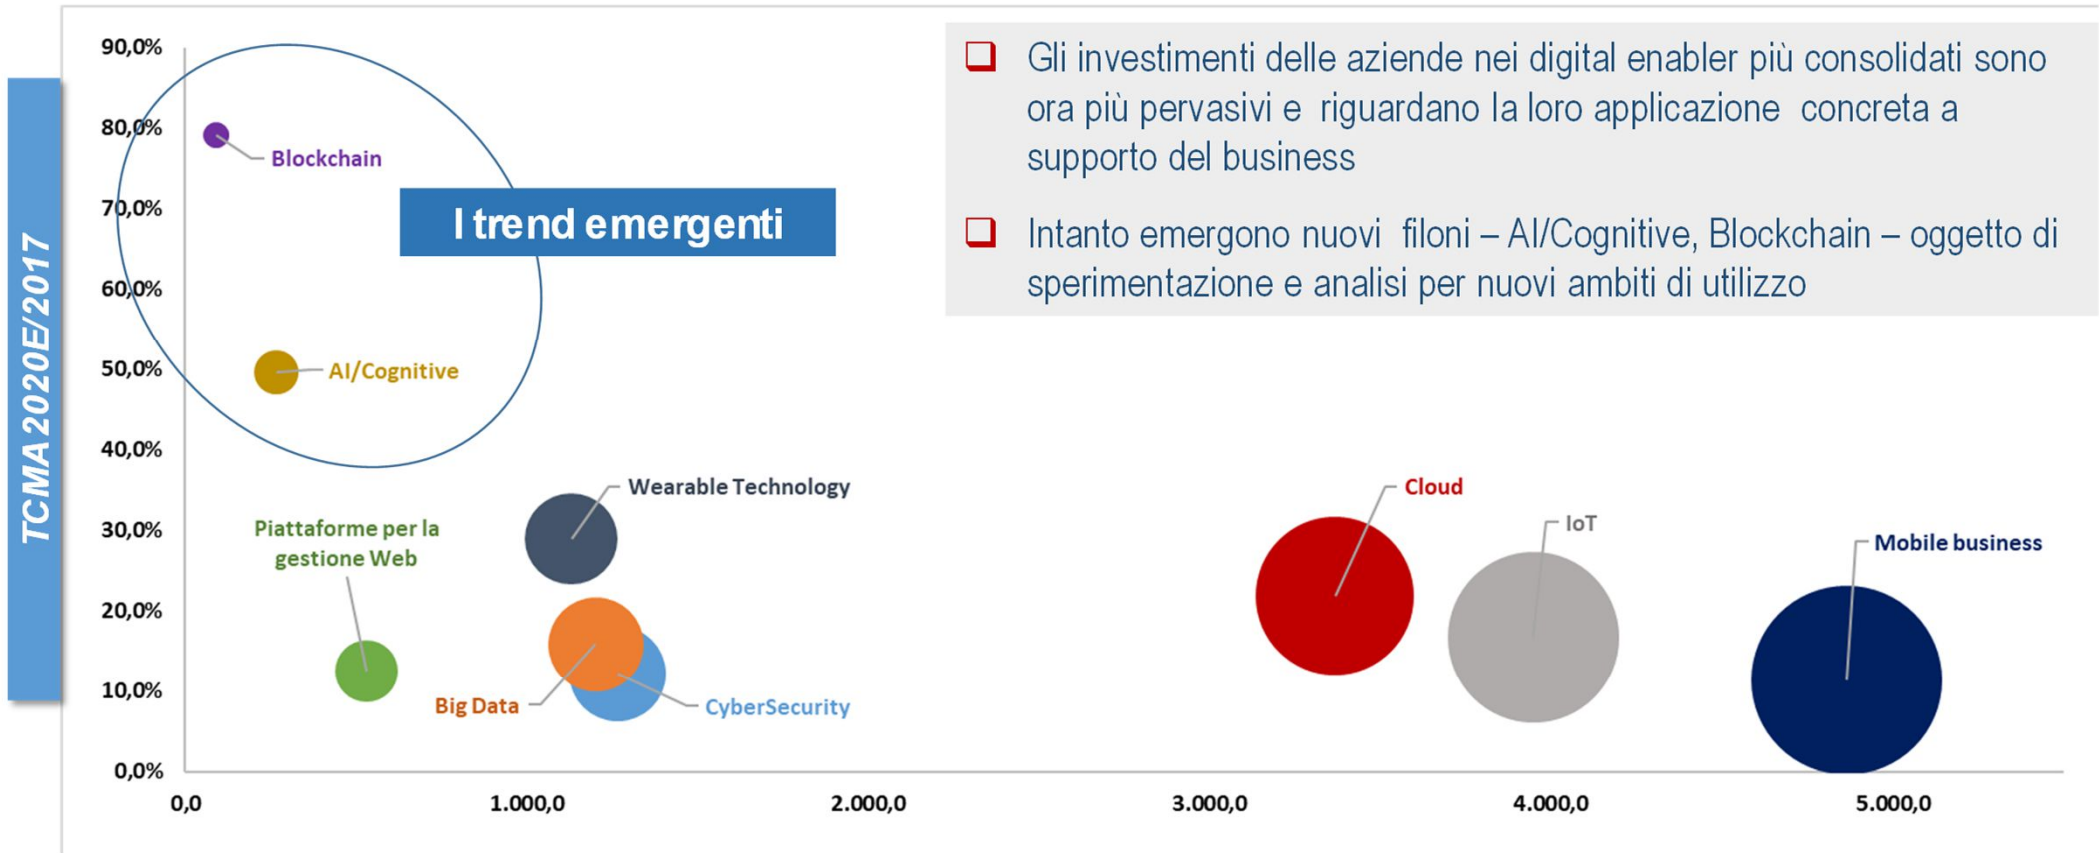 TCMA 2020E/2017
90,0%
80,0%
70,0%
60,0%
50,0%
40,0%
30,0%
20,0%
10,0%
0,0%
Blockchain
I trend emergenti
AI/Cognitive
Wearable Technology
Piattaforme per la
gestione Web
Big Data
CyberSecurity
Cloud
IoT
Mobile business
0,0
1.000,0
2.000,0
3.000,0
4.000,0
5.000,0
Gli investimenti delle aziende nei digital enabler più consolidati sono
ora più pervasivi e riguardano la loro applicazione concreta a
supporto del business
Intanto emergono nuovi filoni – AI/Cognitive, Blockchain – oggetto di
sperimentazione e analisi per nuovi ambiti di utilizzo